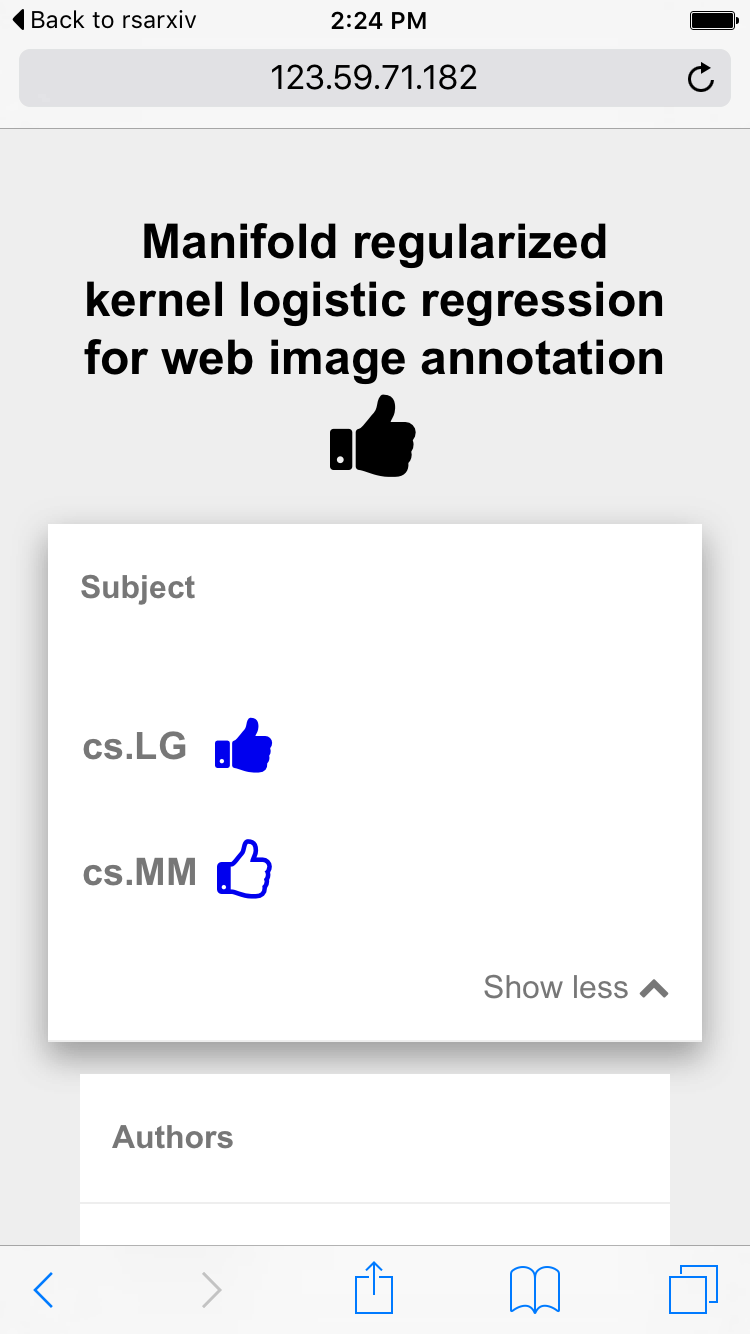 Back to rsarxiv
2:24 PM
123.59.71.182
Manifold regularized
kernel logistic regression
for web image annotation
Subject
cs.LG
cs.MM
Show less
Authors